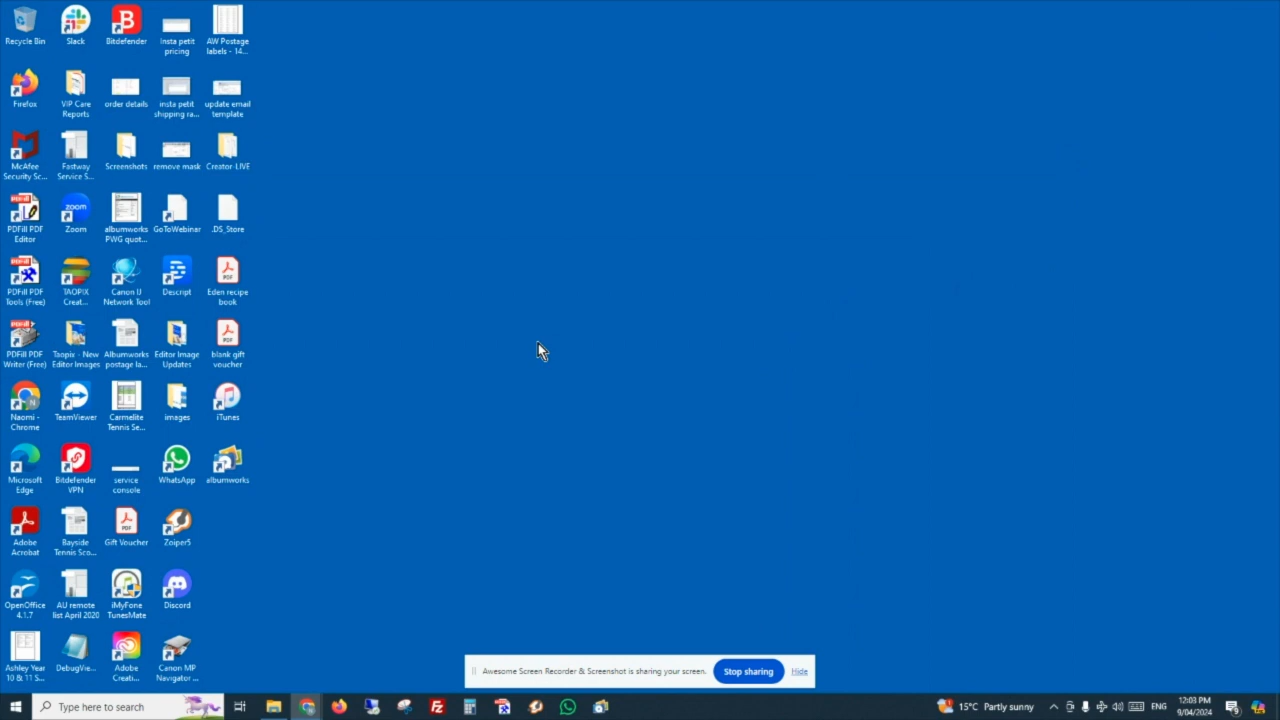 Recycle Bin
Slack
Bitdefender
Insta petit
pricing
AW Postage
labels - 14...
Firefox
VIP Care
Reports
order details
insta petit
shipping ra...
update email
template
McAfee
Security Sc...
Fastway
Service S...
Screenshots
remove mask
Creator-LIVE
PDFill PDF
Editor
Zoom
albumworks
PWG quot...
GoToWebinar
.DS_Store
PDFill PDF
Tools (Free)
TAOPIX
Creat...
Canon IJ
Network Tool
Descript
Eden recipe
book
PDFill PDF
Writer (Free)
Taopix - New
Editor Images
Albumworks
postage la...
Editor Image
Updates
blank gift
voucher
Naomi -
Chrome
TeamViewer
Carmelite
Tennis Se...
images
iTunes
Microsoft
Edge
Bitdefender
VPN
service
console
WhatsApp
albumworks
Adobe
Acrobat
Bayside
Tennis Sco...
Gift Voucher
Zoiper5
OpenOffice
4.1.7
AU remote
list April 2020
iMyFone
TunesMate
Discord
Ashley Year
10 & 11 S...
DebugVie...
Adobe
Creati...
Canon MP
Navigator ...
Awesome Screen Recorder & Screenshot is sharing your screen.
Stop sharing
Hide
Type here to search
15°C Partly sunny
ENG
12:03 PM
9/04/2024